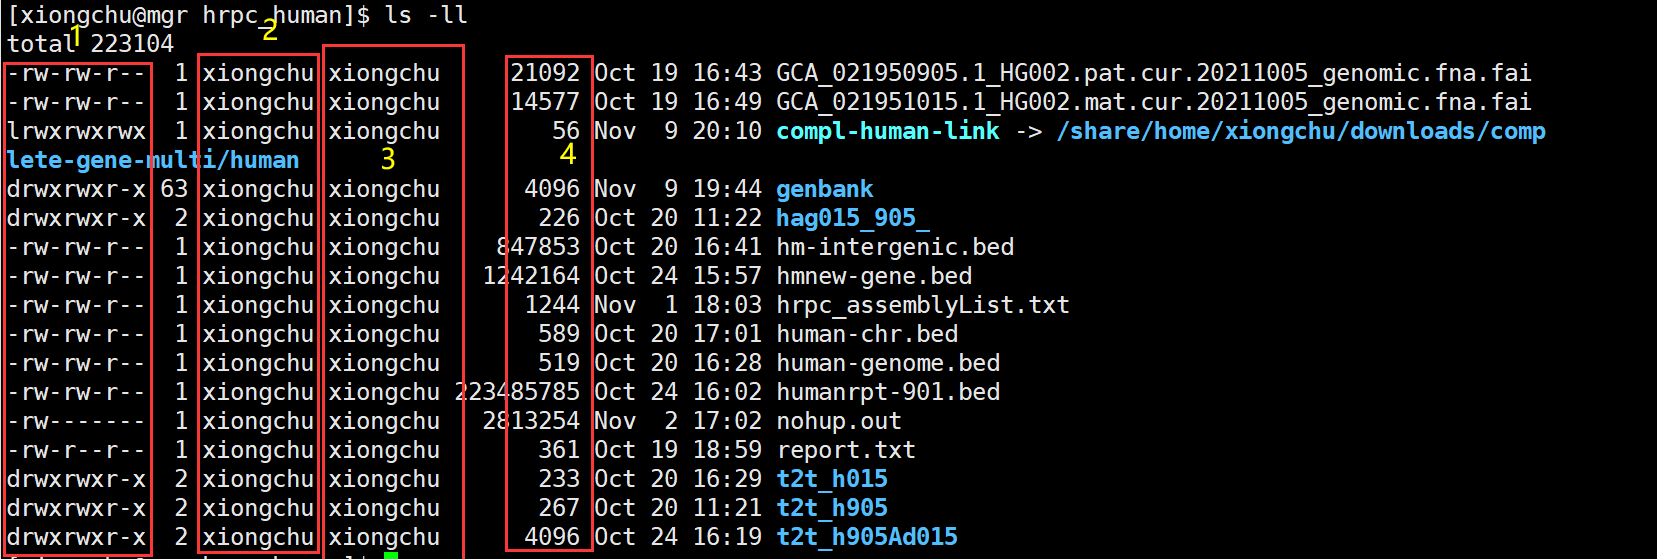 [xiongchu@mgr hrpc_human]$ ls -ll
1 2
total 223104
-rw-rw-r-- 1 xiongchu xiongchu 21092 Oct 19 16:43 GCA_021950905.1_HG002.pat.cur.20211005_genomic.fna.fai
-rw-rw-r-- 1 xiongchu xiongchu 14577 Oct 19 16:49 GCA_021951015.1_HG002.mat.cur.20211005_genomic.fna.fai
lrwxrwxrwx 1 xiongchu xiongchu 56 Nov 9 20:10 compl-human-link -> /share/home/xiongchu/downloads/comp
lete-gene-multi/human
3 4
drwxrwxr-x 63 xiongchu xiongchu 4096 Nov 9 19:44 genbank
drwxrwxr-x 2 xiongchu xiongchu 226 Oct 20 11:22 hag015_905_
-rw-rw-r-- 1 xiongchu xiongchu 847853 Oct 20 16:41 hm-intergenic.bed
-rw-rw-r-- 1 xiongchu xiongchu 1242164 Oct 24 15:57 hmnew-gene.bed
-rw-rw-r-- 1 xiongchu xiongchu 1244 Nov 1 18:03 hrpc_assemblyList.txt
-rw-rw-r-- 1 xiongchu xiongchu 589 Oct 20 17:01 human-chr.bed
-rw-rw-r-- 1 xiongchu xiongchu 519 Oct 20 16:28 human-genome.bed
-rw-rw-r-- 1 xiongchu xiongchu 223485785 Oct 24 16:02 humanrpt-901.bed
-rw------- 1 xiongchu xiongchu 2813254 Nov 2 17:02 nohup.out
-rw-r--r-- 1 xiongchu xiongchu 361 Oct 19 18:59 report.txt
drwxrwxr-x 2 xiongchu xiongchu 233 Oct 20 16:29 t2t_h015
drwxrwxr-x 2 xiongchu xiongchu 267 Oct 20 11:21 t2t_h905
drwxrwxr-x 2 xiongchu xiongchu 4096 Oct 24 16:19 t2t_h905Ad015